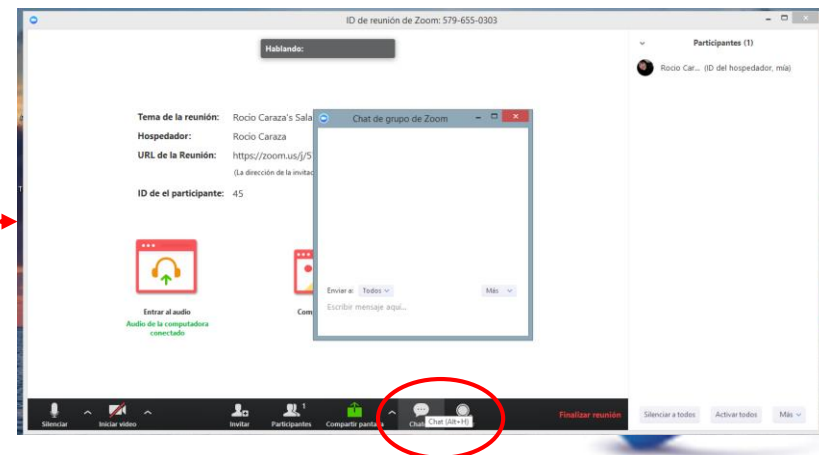 ID de reunión de Zoom: 579-655-0303
Hablando:
Participantes (1)
Rocio Car... (ID del hospedador, mía)
Tema de la reunión: Rocio Caraza's Sala
Hospedador: Rocio Caraza
URL de la Reunión: https://zoom.us/j/5
(La dirección de la invitac
ID de el participante: 45
Chat de grupo de Zoom
Enviar a: Todos
Más
Escribir mensaje aquí...
Entrar al audio
Audio de la computadora
conectado
Com
Silenciar
Iniciar video
Invitar
1
Participantes
Compartir pantalla
Chat
Chat (Alt+H)
Finalizar reunión
Silenciar a todos
Activar todos
Más